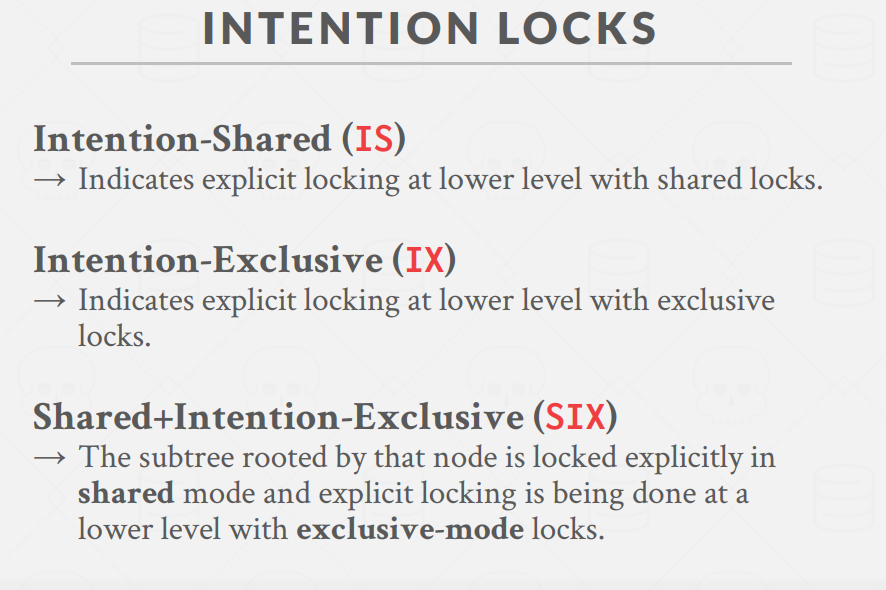 INTENTION LOCKS
Intention-Shared (IS)
→ Indicates explicit locking at lower level with shared locks.
Intention-Exclusive (IX)
→ Indicates explicit locking at lower level with exclusive
locks.
Shared+Intention-Exclusive (SIX)
→ The subtree rooted by that node is locked explicitly in
shared mode and explicit locking is being done at a
lower level with exclusive-mode locks.